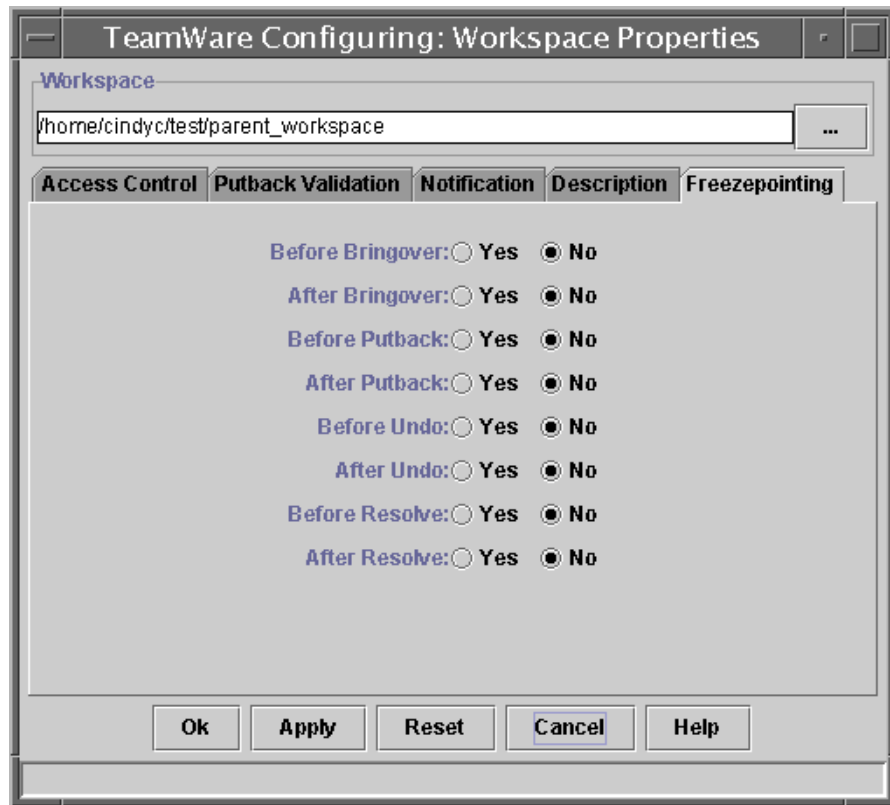 TeamWare Configuring: Workspace Properties
Workspace
/home/cindyc/test/parent_workspace ...
Access Control Putback Validation Notification Description Freezepointing
Before Bringover: Yes No
After Bringover: Yes No
Before Putback: Yes No
After Putback: Yes No
Before Undo: Yes No
After Undo: Yes No
Before Resolve: Yes No
After Resolve: Yes No
Ok Apply Reset Cancel Help